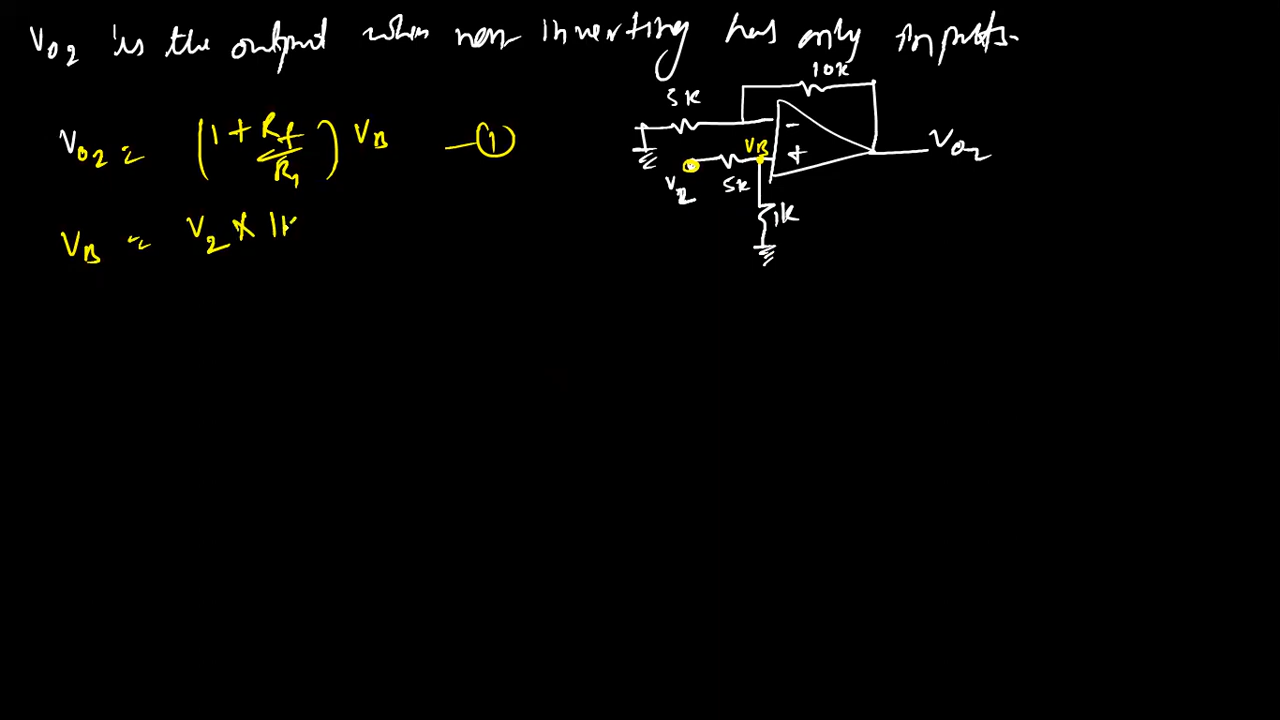 V02 is the output when non inverting has only inputs.
10K
5K
V02 = (1 + Rf/R1) VB — ①
VB
-
+
V02
V2
5K
1K
VB = V2 × 1K